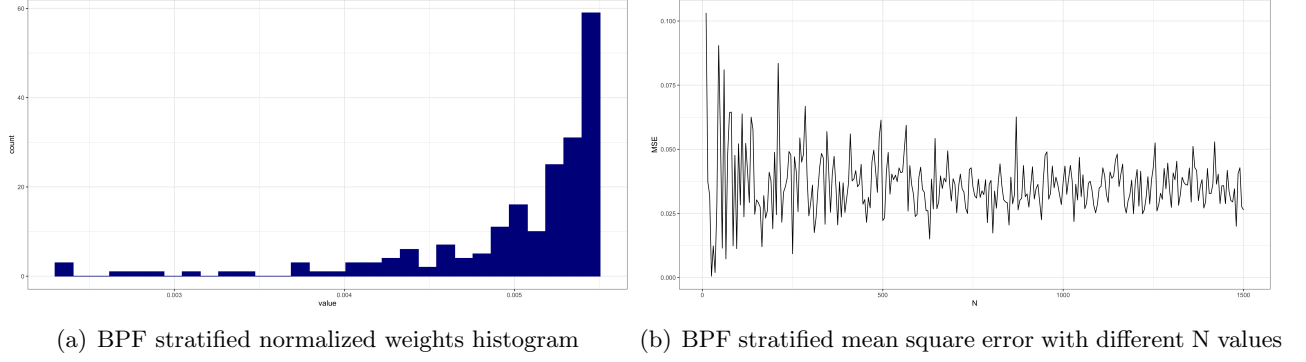 60
40
20
0
count
0.003
0.004
0.005
value
(a) BPF stratified normalized weights histogram
0.100
0.075
0.050
0.025
0.000
MSE
0
500
1000
1500
N
(b) BPF stratified mean square error with different N values